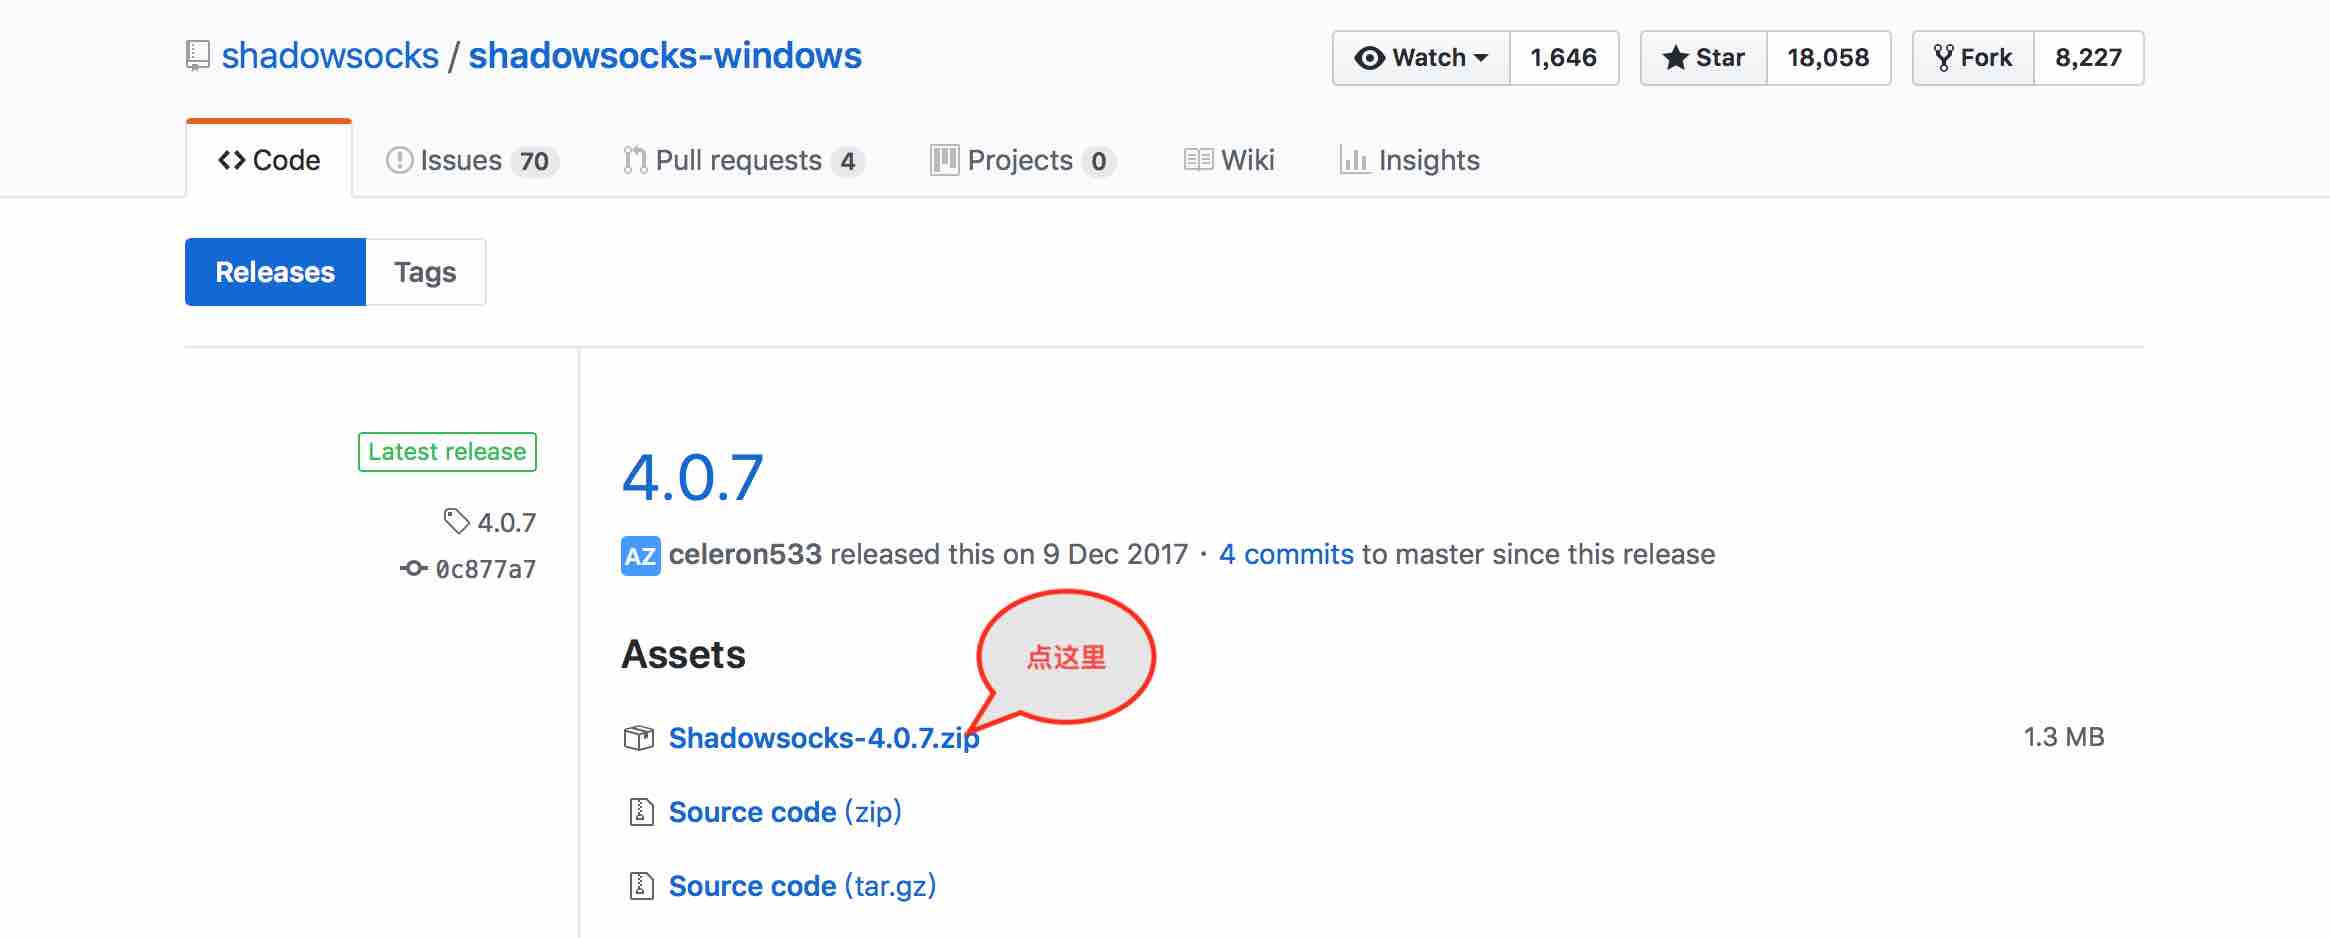 shadowsocks / shadowsocks-windows
Watch 1,646 Star 18,058 Fork 8,227
Code Issues 70 Pull requests 4 Projects 0 Wiki Insights
Releases Tags
Latest release
4.0.7
0c877a7
4.0.7
AZ celeron533 released this on 9 Dec 2017 · 4 commits to master since this release
Assets
点这里
Shadowsocks-4.0.7.zip 1.3 MB
Source code (zip)
Source code (tar.gz)